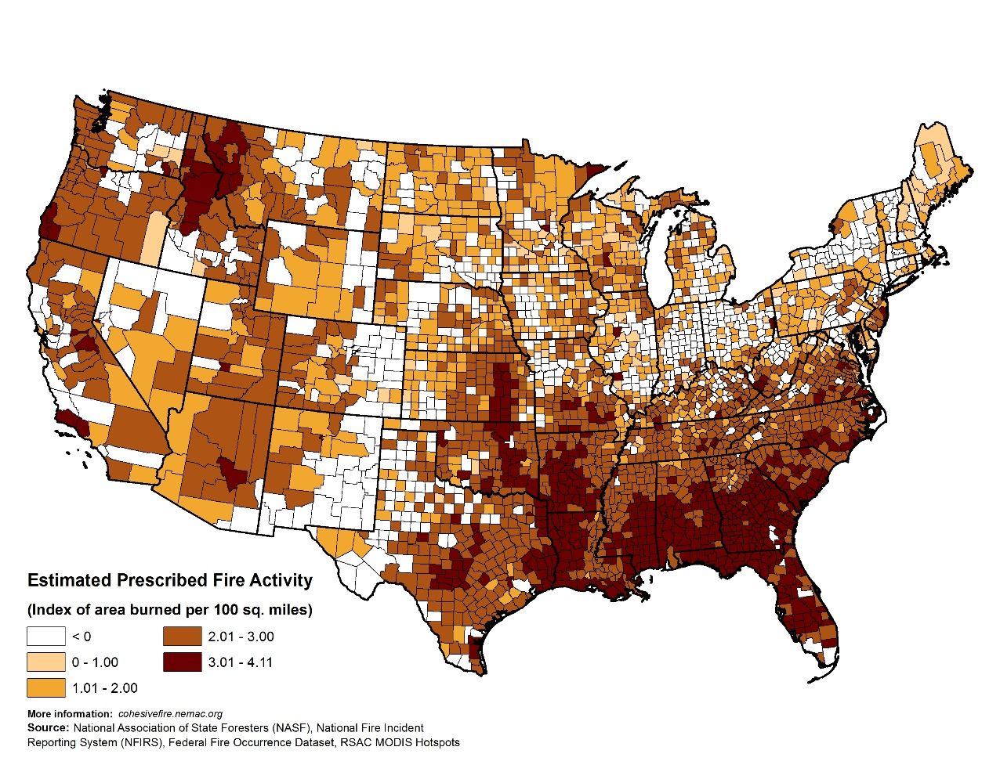 Estimated Prescribed Fire Activity
(Index of area burned per 100 sq. miles)
< 0
0 - 1.00
1.01 - 2.00
2.01 - 3.00
3.01 - 4.11
More information: cohesivefire.nemac.org
Source: National Association of State Foresters (NASF), National Fire Incident
Reporting System (NFIRS), Federal Fire Occurrence Dataset, RSAC MODIS Hotspots